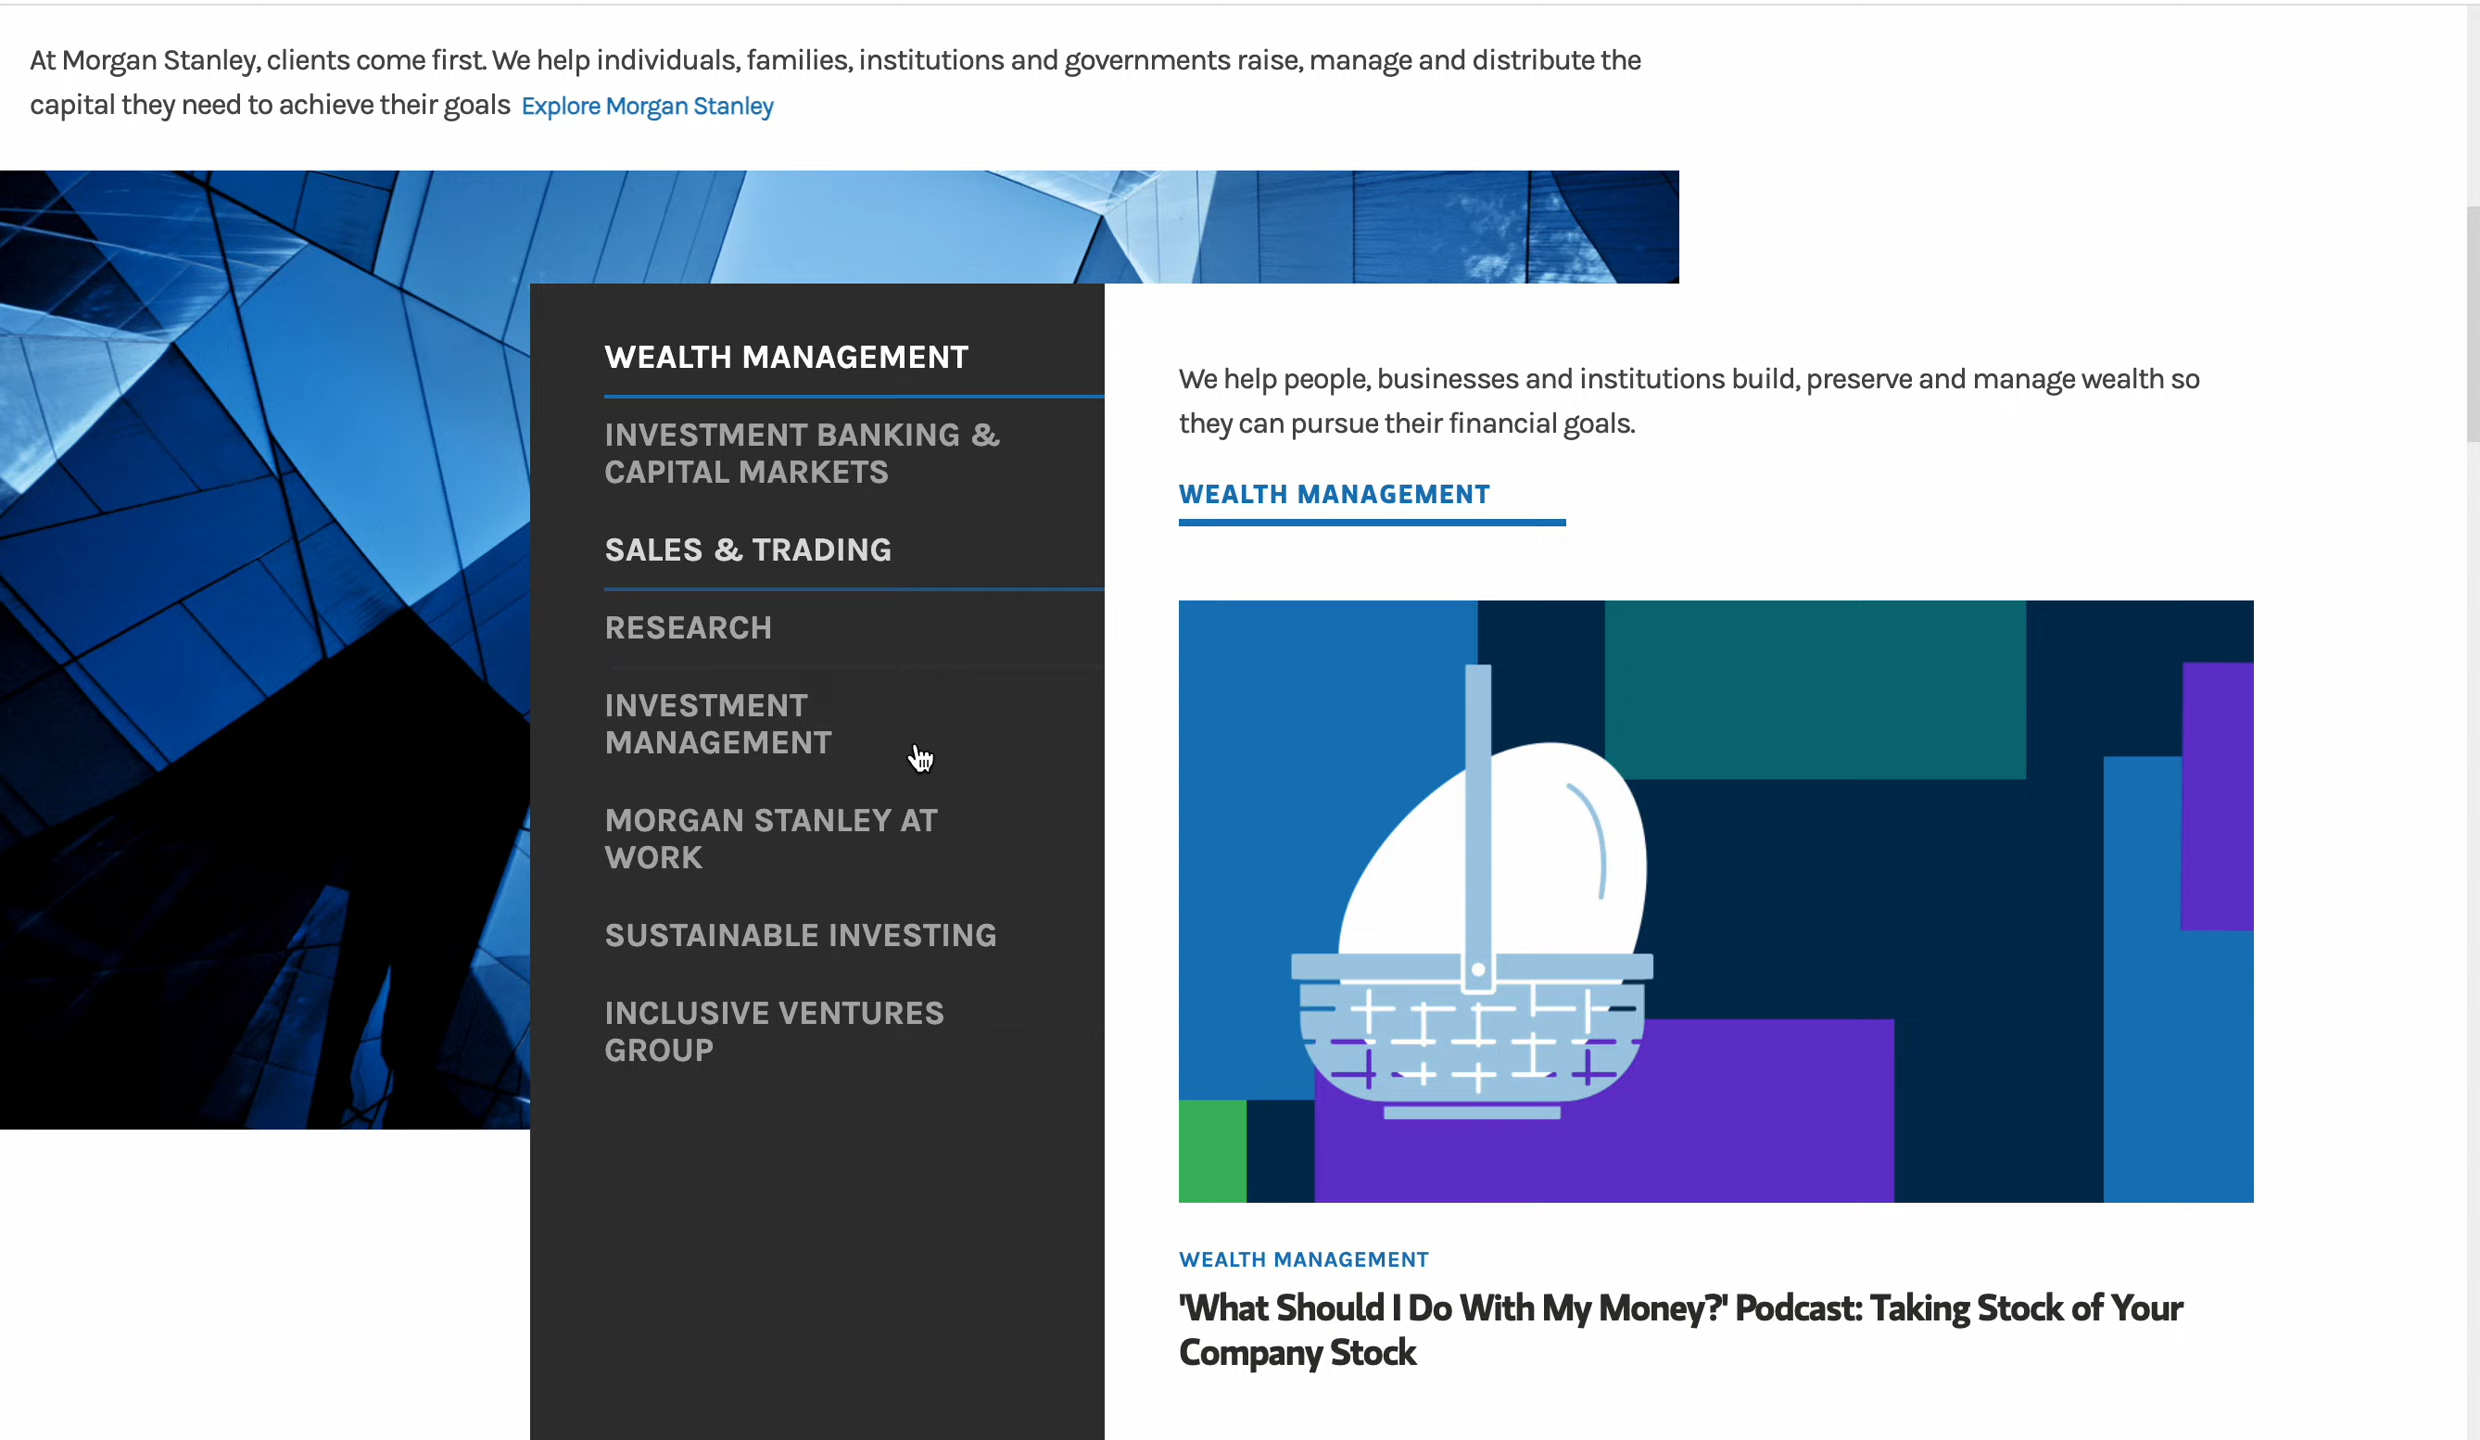 At Morgan Stanley, clients come first. We help individuals, families, institutions and governments raise, manage and distribute the
capital they need to achieve their goals Explore Morgan Stanley
WEALTH MANAGEMENT
INVESTMENT BANKING &
CAPITAL MARKETS
SALES & TRADING
RESEARCH
INVESTMENT
MANAGEMENT
MORGAN STANLEY AT
WORK
SUSTAINABLE INVESTING
INCLUSIVE VENTURES
GROUP
We help people, businesses and institutions build, preserve and manage wealth so
they can pursue their financial goals.
WEALTH MANAGEMENT
WEALTH MANAGEMENT
'What Should I Do With My Money?' Podcast: Taking Stock of Your
Company Stock